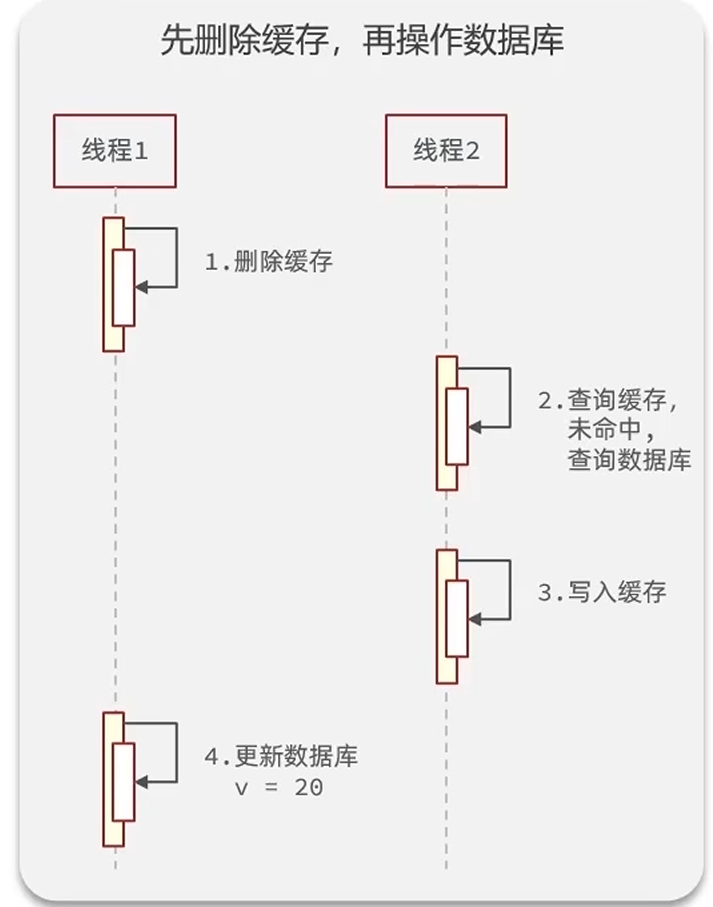 先删除缓存，再操作数据库
线程1
线程2
1.删除缓存
2.查询缓存，
未命中，
查询数据库
3.写入缓存
4.更新数据库
v = 20